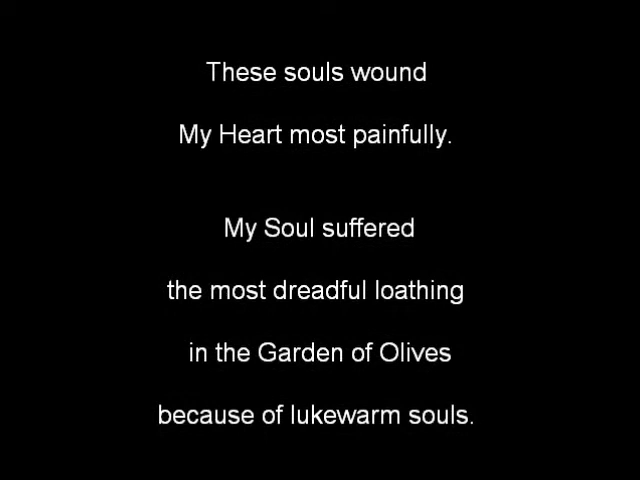 These souls wound
My Heart most painfully.
My Soul suffered
the most dreadful loathing
in the Garden of Olives
because of lukewarm souls.